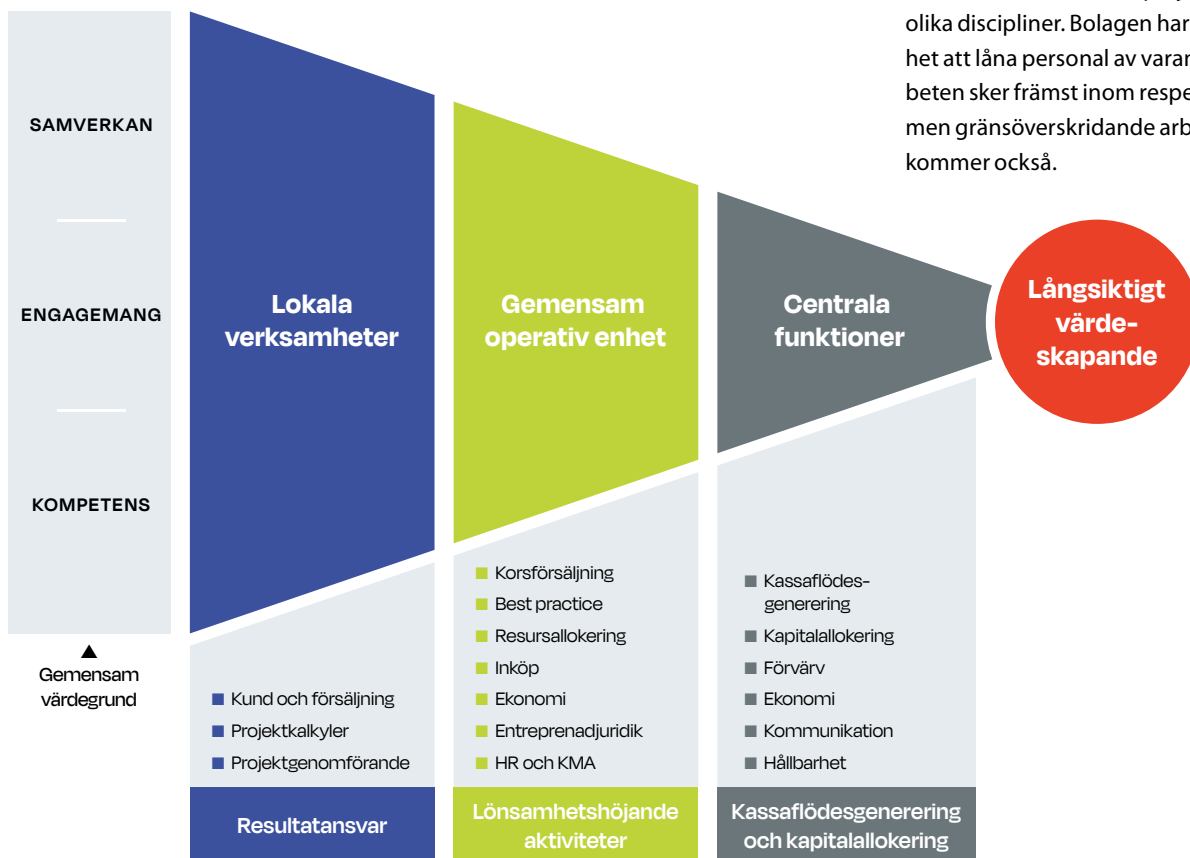 olika discipliner. Bolagen har
het att låna personal av varar
beten sker främst inom respe
men gränsöverskridande arb
kommer också.
SAMVERKAN
ENGAGEMANG
KOMPETENS
Gemensam
värdegrund
Lokala
verksamheter
Kund och försäljning
Projektkalkyler
Projektgenomförande
Resultatansvar
Gemensam
operativ enhet
Korsförsäljning
Best practice
Resursallokering
Inköp
Ekonomi
Entreprenadjuridik
HR och KMA
Lönsamhetshöjande
aktiviteter
Centrala
funktioner
Kassaflödes-
generering
Kapitalallokering
Förvärv
Ekonomi
Kommunikation
Hållbarhet
Kassaflödesgenerering
och kapitalallokering
Långsiktigt
värde-
skapande